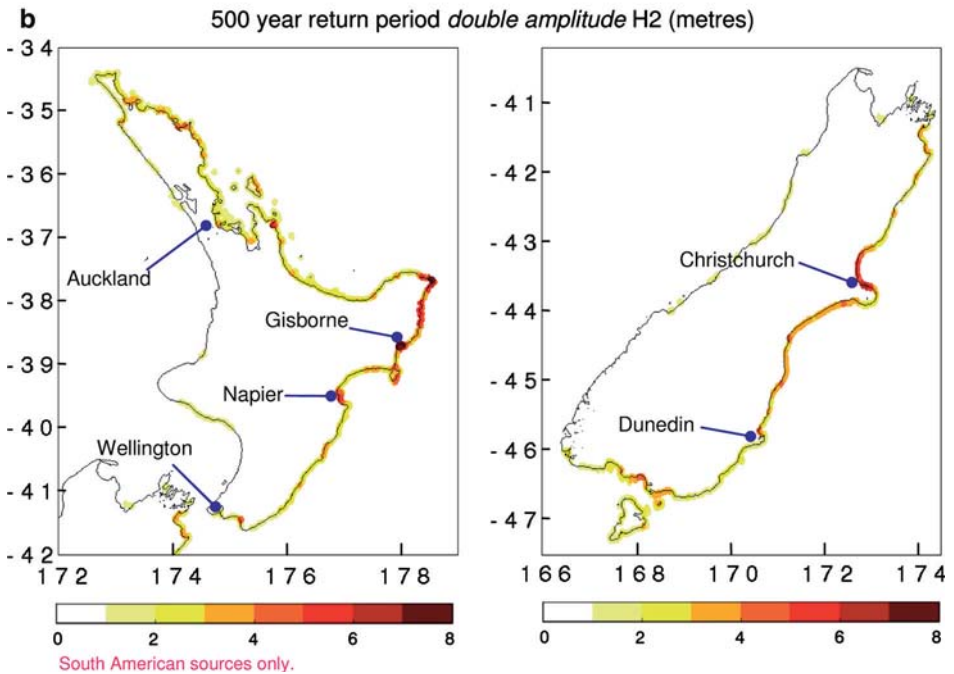 b 500 year return period double amplitude H2 (metres)
-34
-35
-36
-37
-38
-39
-40
-41
-42
172 174 176 178
Auckland
Gisborne
Napier
Wellington
0 2 4 6 8
South American sources only.
-41
-42
-43
-44
-45
-46
-47
166 168 170 172 174
Christchurch
Dunedin
0 2 4 6 8